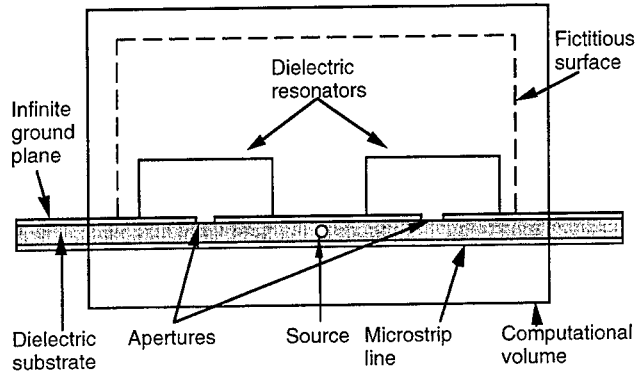 Fictitious
surface
Dielectric
resonators
Infinite
ground
plane
Dielectric
substrate
Apertures
Source
Microstrip
line
Computational
volume